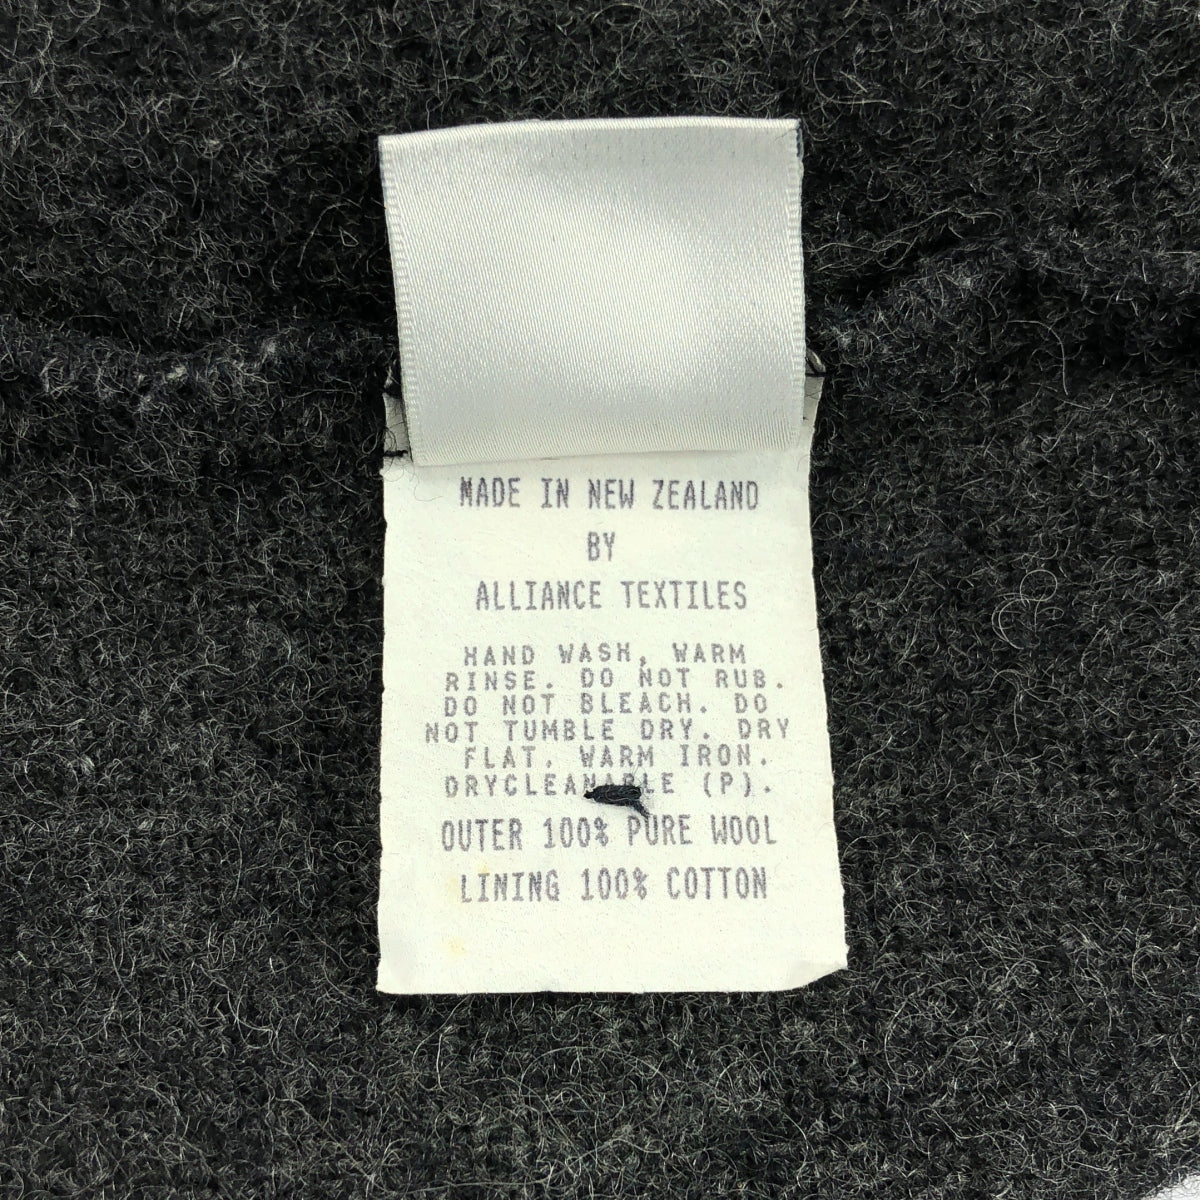 MADE IN NEW ZEALAND
BY
ALLIANCE TEXTILES
HAND WASH, WARM
RINSE. DO NOT RUB.
DO NOT BLEACH. DO
NOT TUMBLE DRY. DRY
FLAT. WARM IRON.
DRYCLEANABLE (P).
OUTER 100% PURE WOOL
LINING 100% COTTON